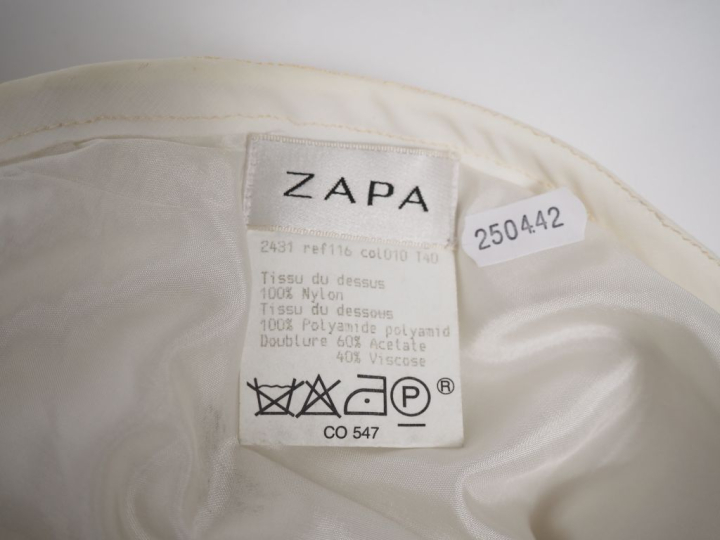 ZAPA
250442
2431 ref116 col010 T40
Tissu du dessus
100% Nylon
Tissu du dessous
100% Polyamide polyamid
Doublure 60% Acetate
40% Viscose
P ®
CO 547